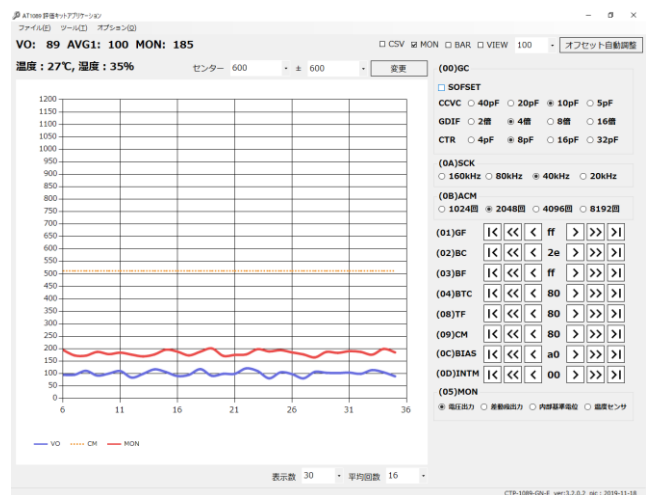 AT1089 評価キットアプリケーション
ファイル(F) ツール(T) オプション(O)
VO: 89 AVG1: 100 MON: 185
CSV MON BAR VIEW 100 オフセット自動調整
温度：27℃, 湿度：35%
センター 600 ± 600 変更
1200
1150
1100
1050
1000
950
900
850
800
750
700
650
600
550
500
450
400
350
300
250
200
150
100
50
0
6 11 16 21 26 31 36
VO CM MON
表示数 30 平均回数 16
(00)GC
SOFSET
CCVC 40pF 20pF 10pF 5pF
GDIF 2倍 4倍 8倍 16倍
CTR 4pF 8pF 16pF 32pF
(0A)SCK
160kHz 80kHz 40kHz 20kHz
(0B)ACM
1024回 2048回 4096回 8192回
(01)GF |< << < ff > >> >|
(02)BC |< << < 2e > >> >|
(03)BF |< << < ff > >> >|
(04)BTC |< << < 80 > >> >|
(08)TF |< << < 80 > >> >|
(09)CM |< << < 80 > >> >|
(0C)BIAS |< << < a0 > >> >|
(0D)INTM |< << < 00 > >> >|
(05)MON
電圧出力 差動段出力 内部基準電位 温度センサ
CTP-1089-GN-E ver:3.2.0.2 pic : 2019-11-18